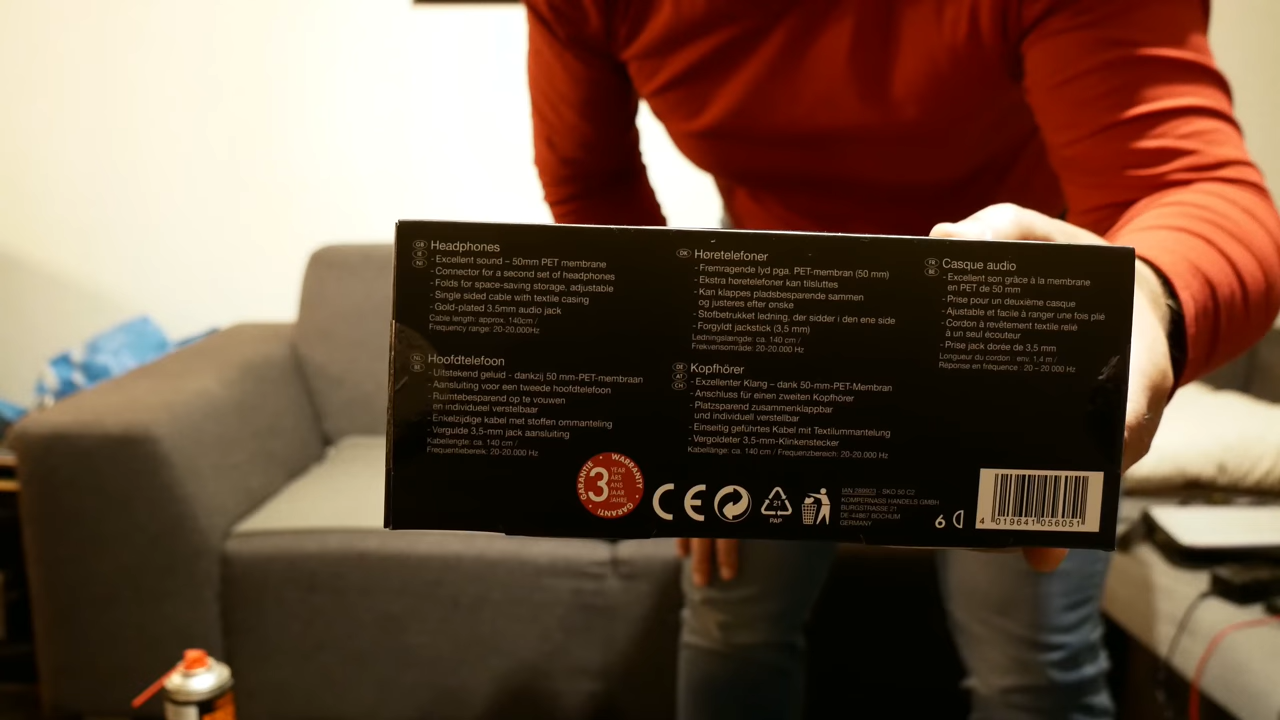 GB
IE
NI
Headphones
- Excellent sound – 50mm PET membrane
- Connector for a second set of headphones
- Folds for space-saving storage, adjustable
- Single sided cable with textile casing
- Gold-plated 3.5mm audio jack
Cable length: approx. 140cm /
Frequency range: 20-20.000Hz
NL
BE
Hoofdtelefoon
- Uitstekend geluid - dankzij 50 mm-PET-membraan
- Aansluiting voor een tweede hoofdtelefoon
- Ruimtebesparend op te vouwen
en individueel verstelbaar
- Enkelzijdige kabel met stoffen ommanteling
- Vergulde 3,5-mm jack aansluiting
Kabellengte: ca. 140 cm /
Frequentiebereik: 20-20.000 Hz
DK
Høretelefoner
- Fremragende lyd pga. PET-membran (50 mm)
- Ekstra høretelefoner kan tilsluttes
- Kan klappes pladsbesparende sammen
og justeres efter ønske
- Stofbetrukket ledning, der sidder i den ene side
- Forgyldt jackstick (3,5 mm)
Ledningslængde: ca. 140 cm /
Frekvensområde: 20-20.000 Hz
DE
AT
CH
Kopfhörer
- Exzellenter Klang – dank 50-mm-PET-Membran
- Anschluss für einen zweiten Kopfhörer
- Platzsparend zusammenklappbar
und individuell verstellbar
- Einseitig geführtes Kabel mit Textilummantelung
- Vergoldeter 3,5-mm-Klinkenstecker
Kabellänge: ca. 140 cm / Frequenzbereich: 20-20.000 Hz
FR
BE
Casque audio
- Excellent son grâce à la membrane
en PET de 50 mm
- Prise pour un deuxième casque
- Ajustable et facile à ranger une fois plié
- Cordon à revêtement textile relié
à un seul écouteur
- Prise jack dorée de 3,5 mm
Longueur du cordon : env. 1,4 m /
Réponse en fréquence : 20 – 20 000 Hz
GARANTIE • WARRANTY • GARANTI
3
YEAR
ÅRS
ANS
JAAR
JAHRE
CE
21
PAP
IAN 289823 - SKO 50 C2
KOMPERNASS HANDELS GMBH
BURGSTRASSE 21
DE-44867 BOCHUM
GERMANY
6
4 019641 056051